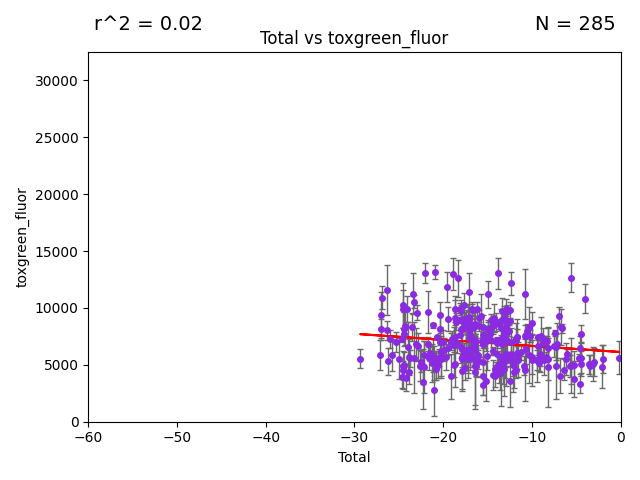 r^2 = 0.02
N = 285
Total vs toxgreen_fluor
30000
25000
20000
15000
10000
5000
0
toxgreen_fluor
−60
−50
−40
−30
−20
−10
0
Total